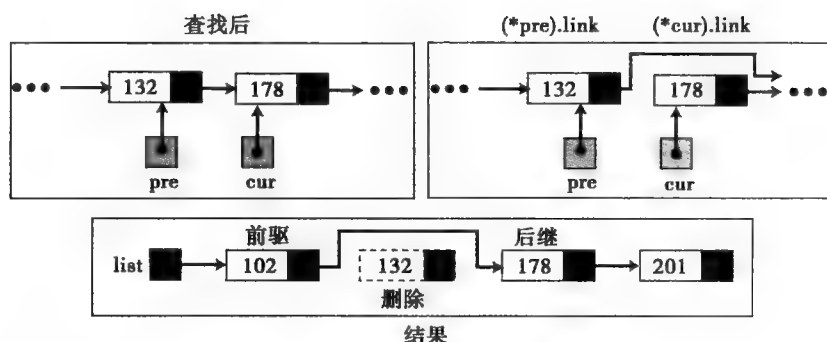 查找后
(*pre).link (*cur).link
132 178
pre cur
132 178
pre cur
前驱 后继
list 102 132 178 201
删除
结果